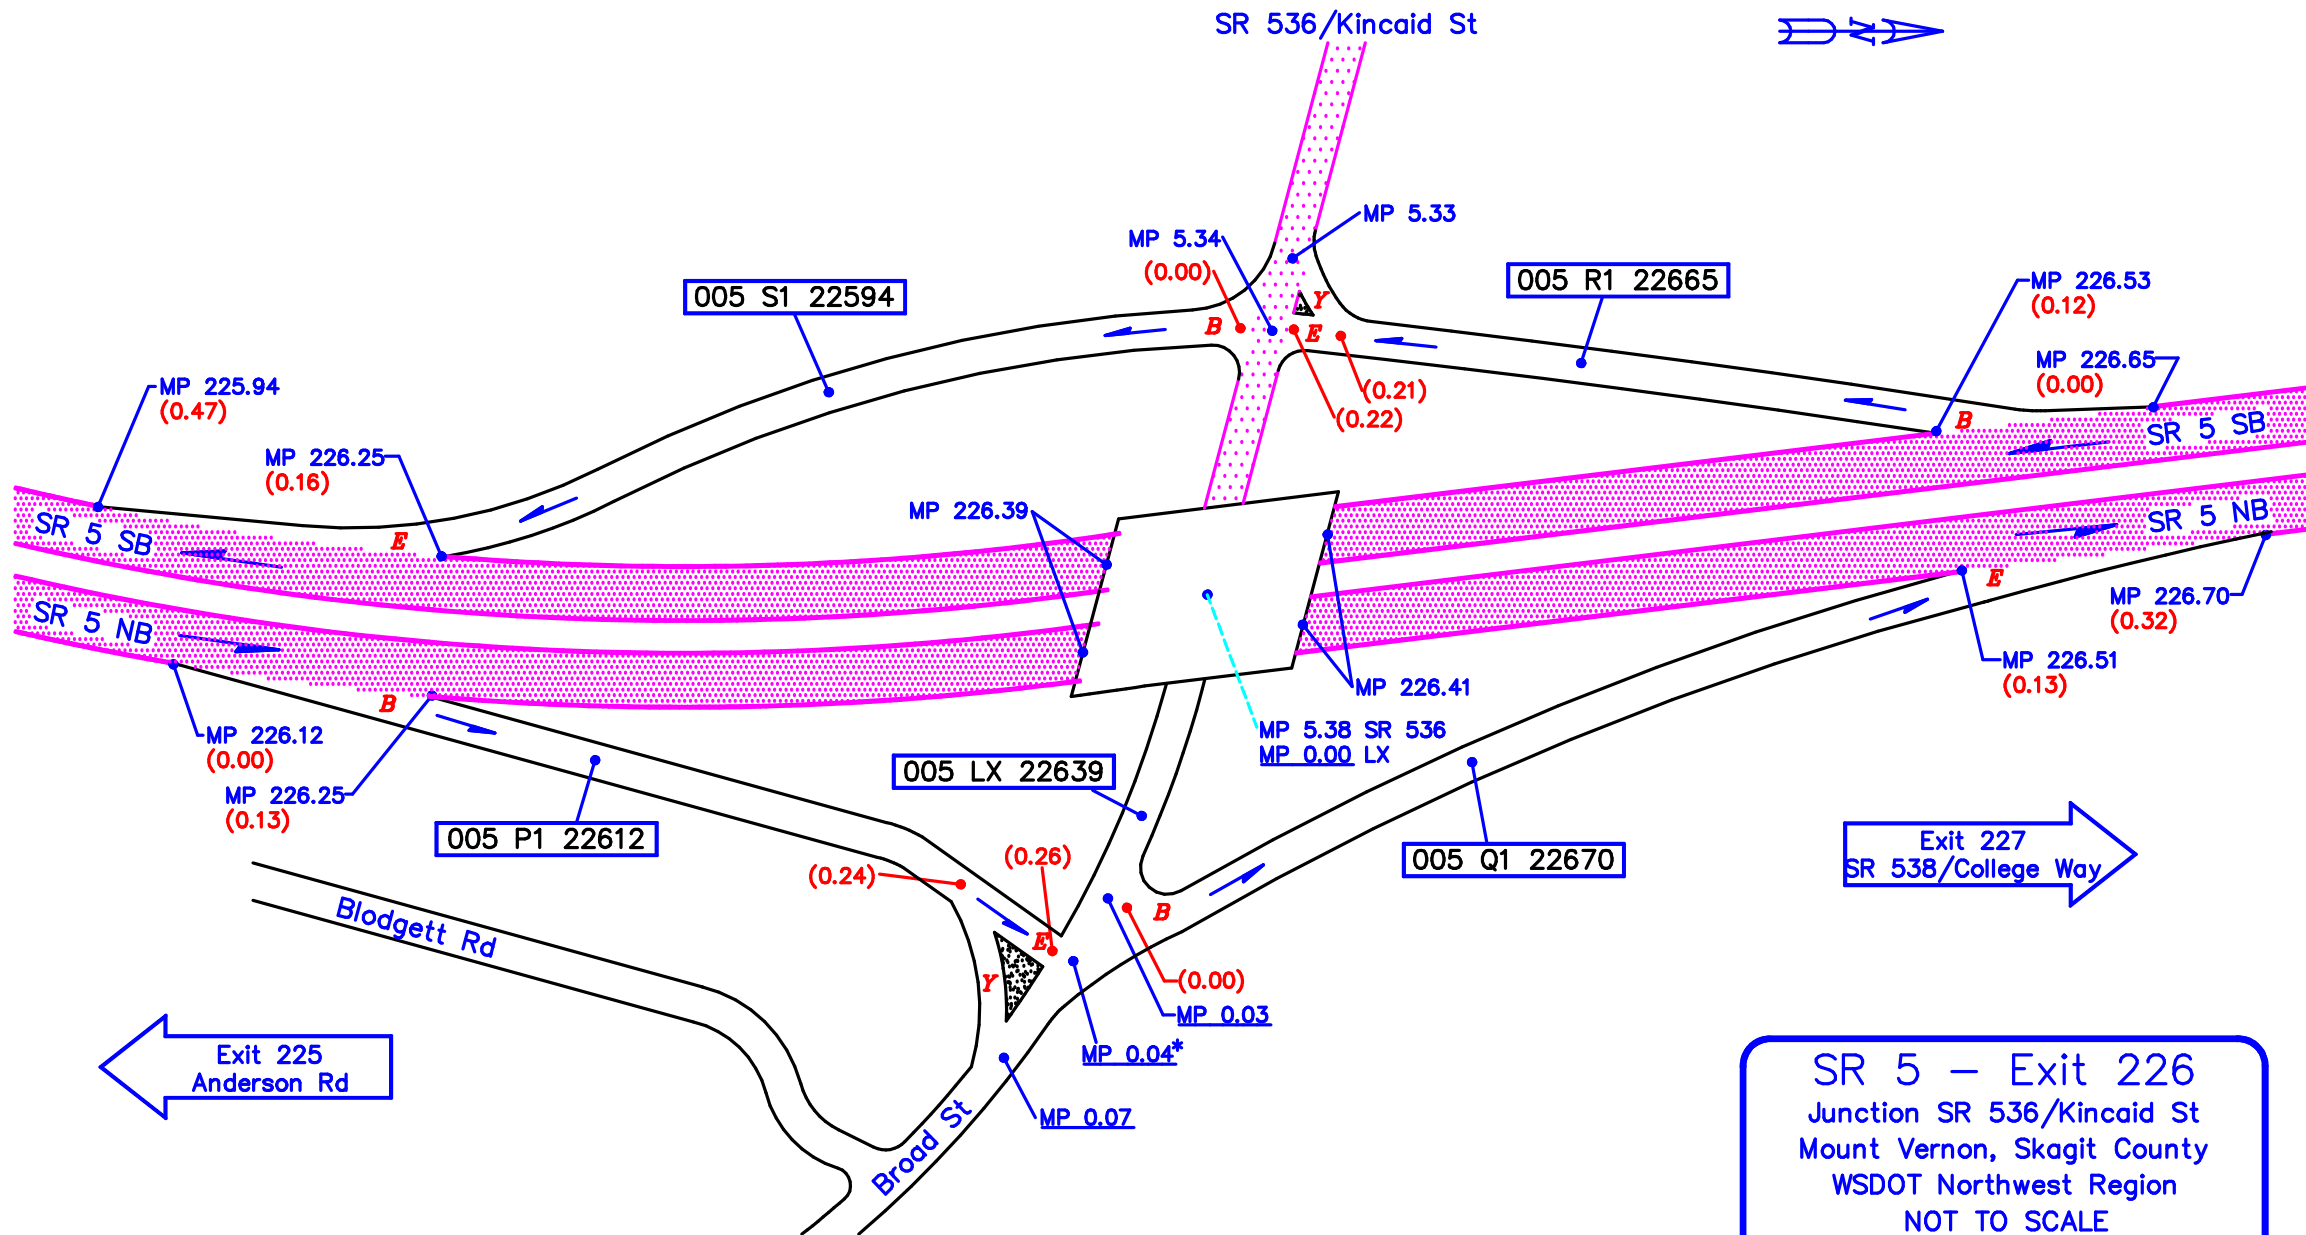 SR 536/Kincaid St
N
MP 5.33
MP 5.34
(0.00)
005 S1 22594
005 R1 22665
Y
B
E
MP 226.53
(0.12)
MP 226.65
(0.00)
(0.21)
(0.22)
B
SR 5 SB
MP 225.94
(0.47)
MP 226.25
(0.16)
MP 226.39
SR 5 SB
E
SR 5 NB
E
MP 226.70
(0.32)
SR 5 NB
MP 226.51
(0.13)
MP 226.41
B
MP 226.12
(0.00)
MP 226.25
(0.13)
MP 5.38 SR 536
MP 0.00 LX
005 LX 22639
005 P1 22612
005 Q1 22670
Exit 227
SR 538/College Way
(0.26)
(0.24)
Blodgett Rd
B
E
Y
(0.00)
MP 0.03
MP 0.04*
MP 0.07
Exit 225
Anderson Rd
Broad St
SR 5 – Exit 226
Junction SR 536/Kincaid St
Mount Vernon, Skagit County
WSDOT Northwest Region
NOT TO SCALE